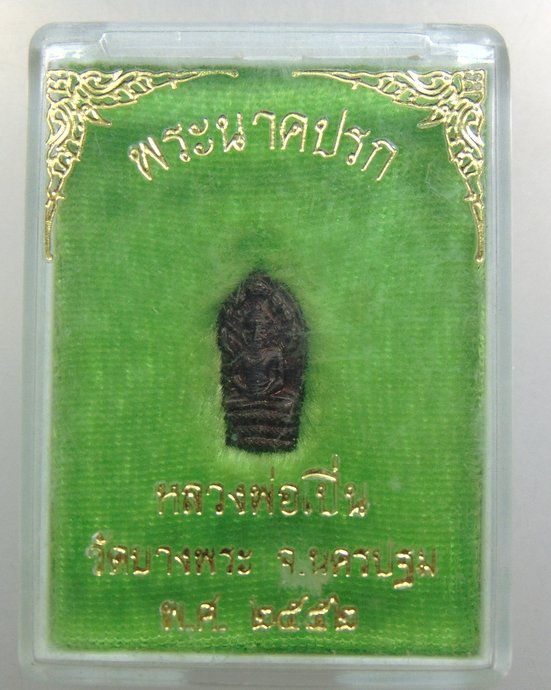 พระนาคปรก
หลวงพ่อเปิ่น
วัดบางพระ จ.นครปฐม
พ.ศ. ๒๕๕๒